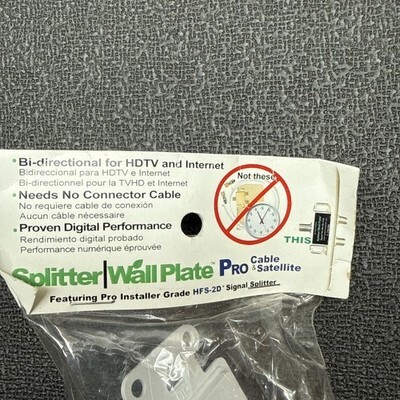 • Bi-directional for HDTV and Internet
Bidireccional para HDTV e Internet
Bi-directionnel pour la TVHD et Internet
• Needs No Connector Cable
No requiere cable de conexión
Aucun câble nécessaire
• Proven Digital Performance
Rendimiento digital probado
Performance numérique éprouvée
Not these
THIS
Splitter Wall Plate™ PRO Cable & Satellite
Featuring Pro Installer Grade HFS-2D Signal Splitter